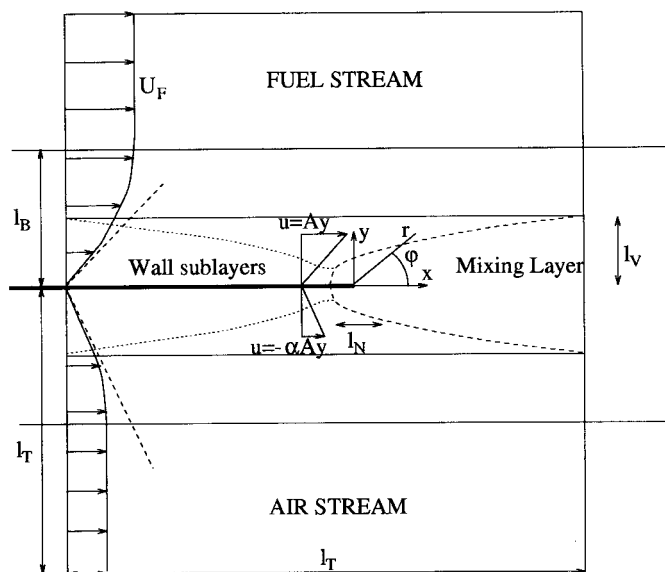 FUEL STREAM
U_F
l_B
u=Ay
y
r
φ
x
Wall sublayers
Mixing Layer
l_V
u=-αAy
l_N
l_T
AIR STREAM
l_T